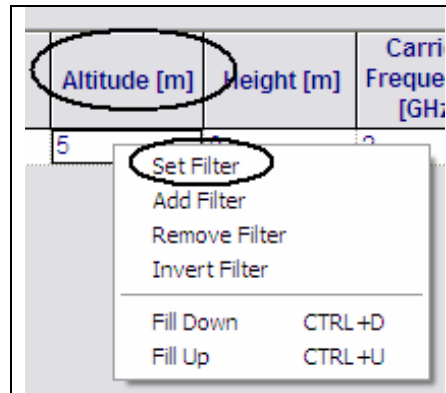 Altitude [m] Height [m] Carri
Freque
[GHz
5
Set Filter
Add Filter
Remove Filter
Invert Filter
Fill Down CTRL+D
Fill Up CTRL+U